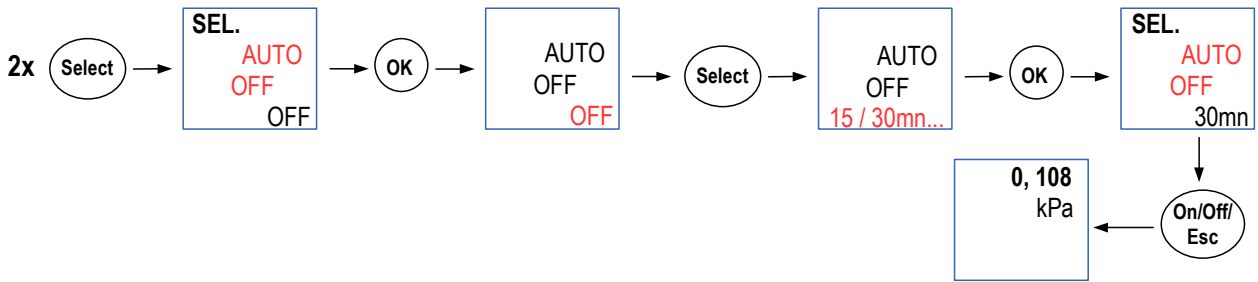 2x
Select
SEL.
AUTO
OFF
OFF
OK
AUTO
OFF
OFF
Select
AUTO
OFF
15 / 30mn...
OK
SEL.
AUTO
OFF
30mn
On/Off/
Esc
0, 108
kPa